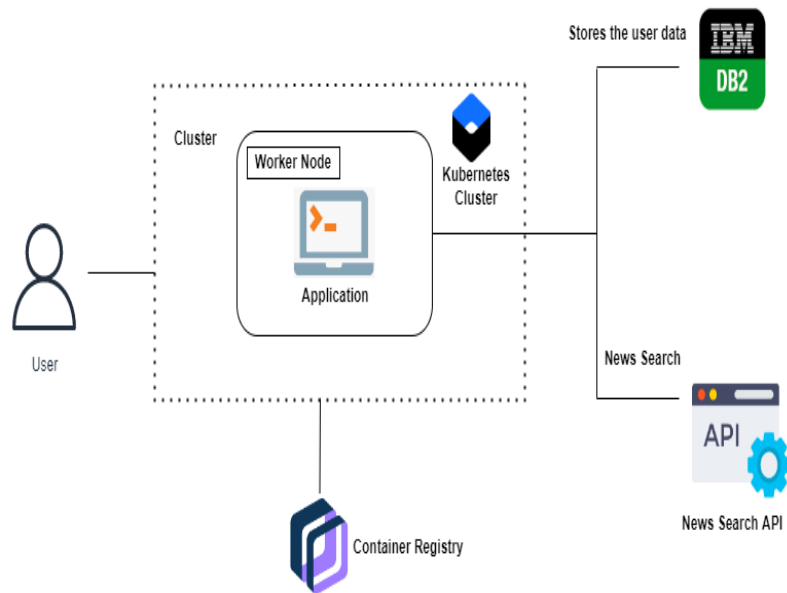 Stores the user data
IBM
DB2
Cluster
Worker Node
Kubernetes
Cluster
Application
User
News Search
API
Container Registry
News Search API